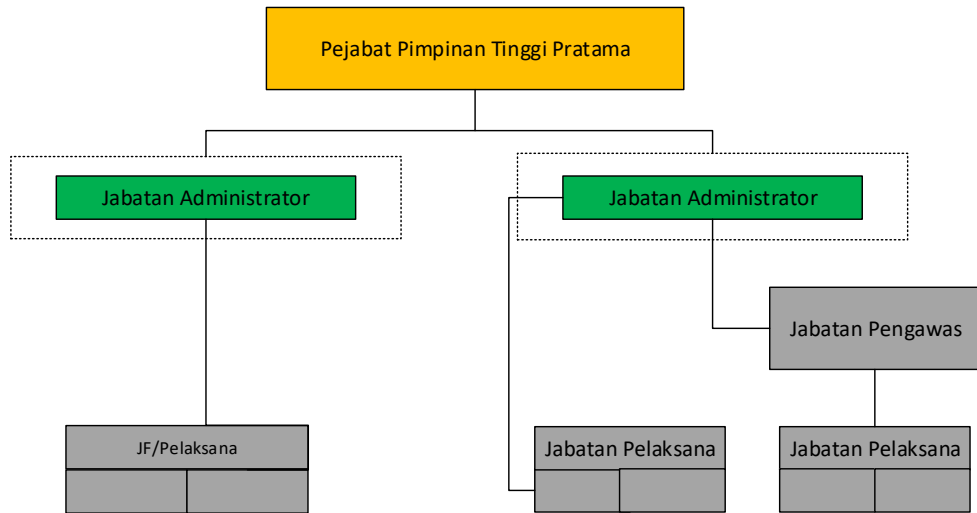 Pejabat Pimpinan Tinggi Pratama
Jabatan Administrator
Jabatan Administrator
Jabatan Pengawas
JF/Pelaksana
Jabatan Pelaksana
Jabatan Pelaksana